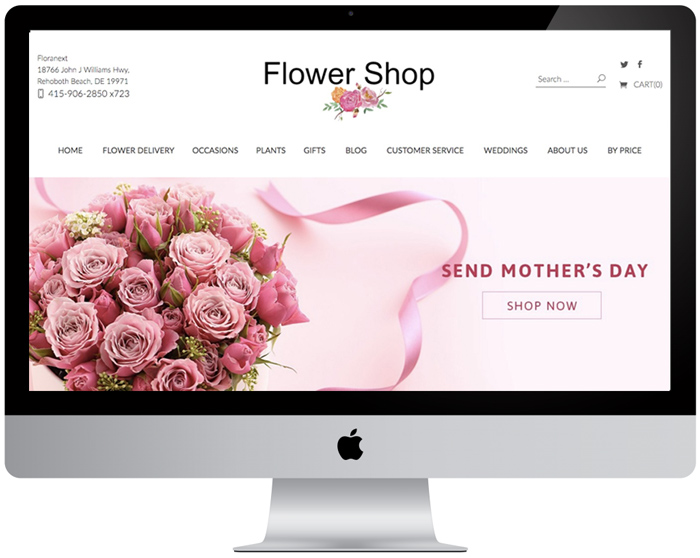 Floranext
18766 John J Williams Hwy,
Rehoboth Beach, DE 19971
415-906-2850 x723
Flower Shop
Search ...
CART(0)
HOME FLOWER DELIVERY OCCASIONS PLANTS GIFTS BLOG CUSTOMER SERVICE WEDDINGS ABOUT US BY PRICE
SEND MOTHER'S DAY
SHOP NOW